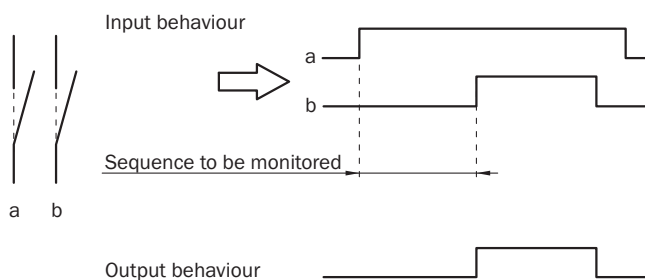 Input behaviour
a
b
Sequence to be monitored
a b
Output behaviour